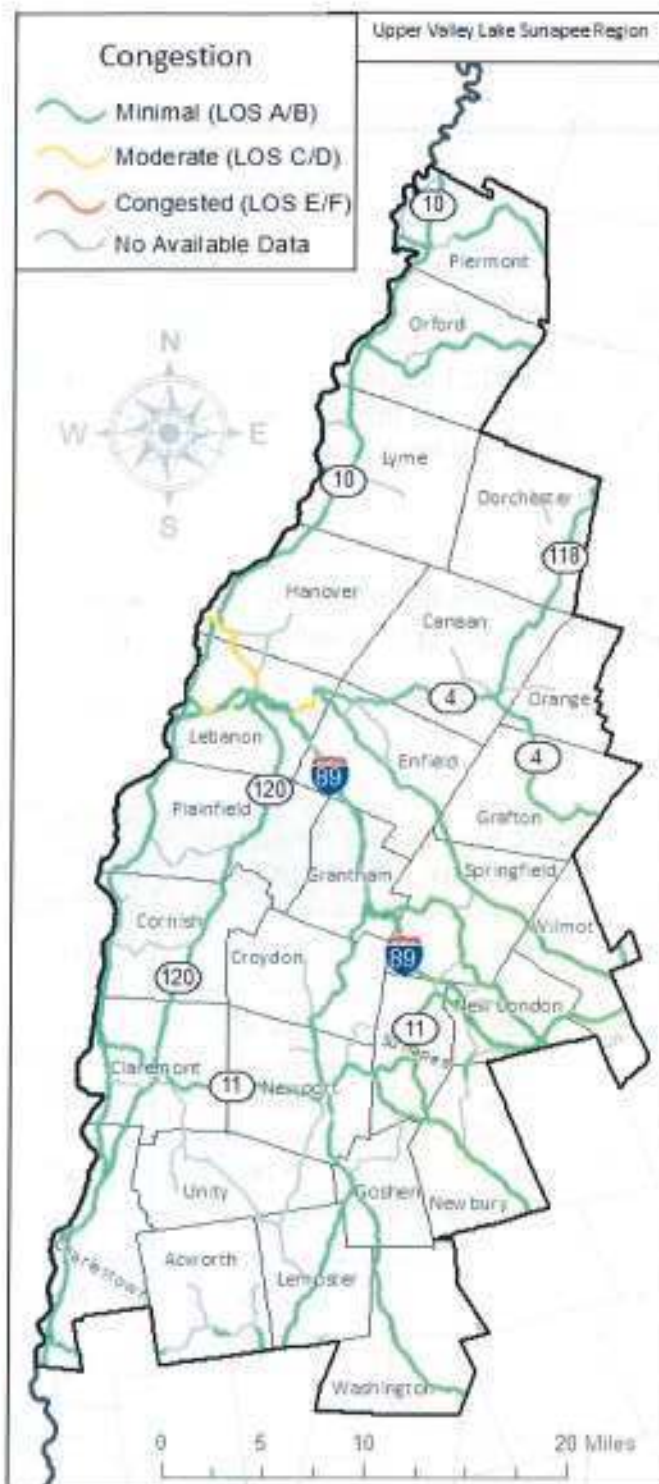 Upper Valley Lake Sunapee Region
Congestion
Minimal (LOS A/B)
Moderate (LOS C/D)
Congested (LOS E/F)
No Available Data
N
W E
S
10
Piermont
Orford
Lyme
10
Dorchester
118
Hanover
Canaan
4
Orange
Lebanon
Enfield
4
120
89
Plainfield
Grafton
Grantham
Springfield
Cornish
Wilmot
Croydon
89
120
New London
11
Sunapee
Claremont
11
Newport
Unity
Goshen
Newbury
Charlestown
Acworth
Lempster
Washington
0 5 10 20 Miles